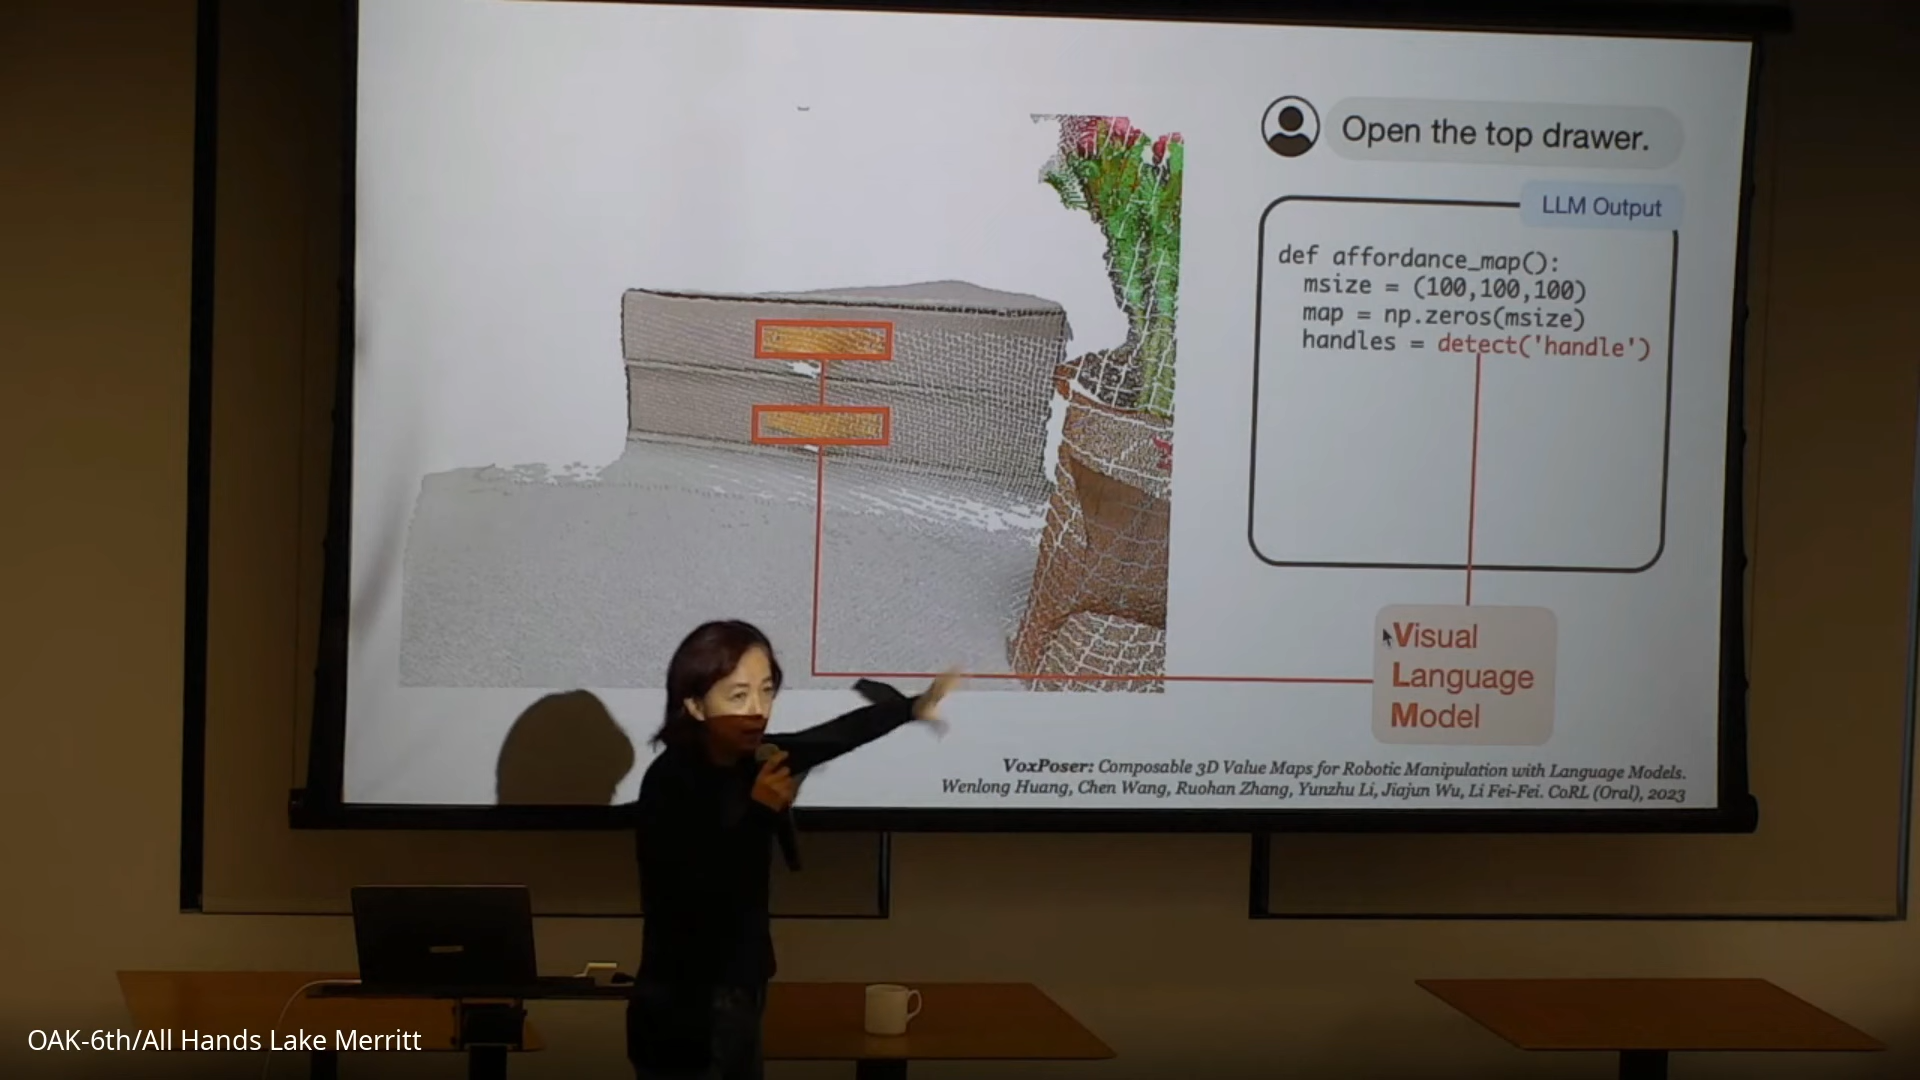 Open the top drawer.
LLM Output
def affordance_map():
msize = (100,100,100)
map = np.zeros(msize)
handles = detect('handle')
Visual
Language
Model
VoxPoser: Composable 3D Value Maps for Robotic Manipulation with Language Models.
Wenlong Huang, Chen Wang, Ruohan Zhang, Yunzhu Li, Jiajun Wu, Li Fei-Fei. CoRL (Oral), 2023
OAK-6th/All Hands Lake Merritt